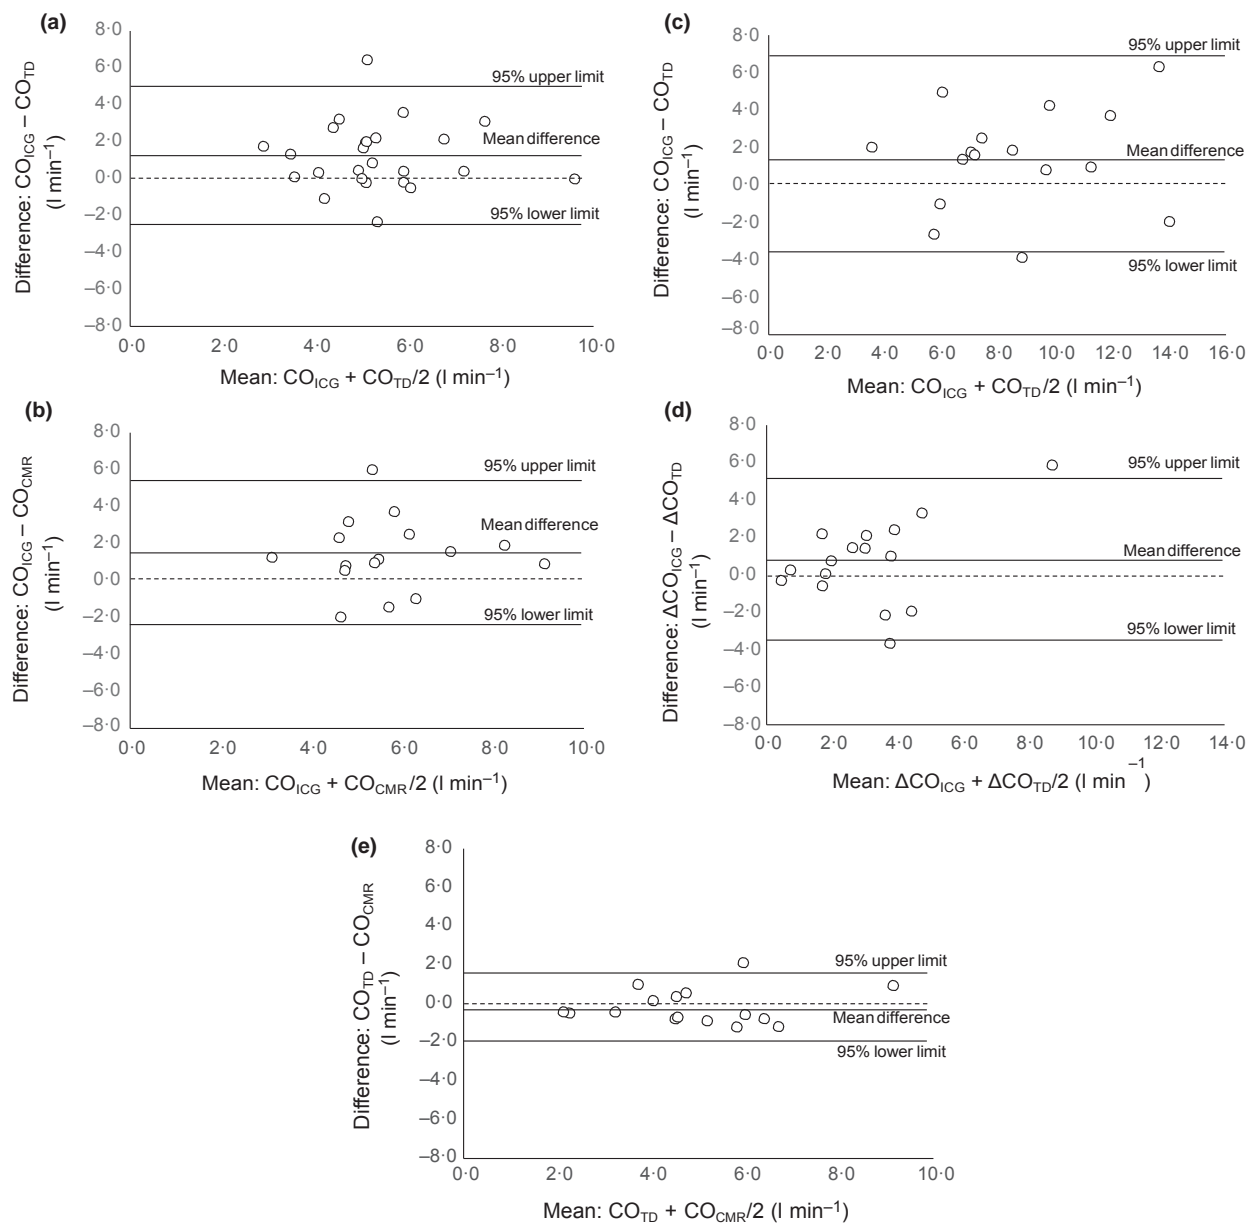 (a)
8·0
6·0
4·0
2·0
0·0
–2·0
–4·0
–6·0
–8·0
Difference: CO_ICG – CO_TD
(l min⁻¹)
95% upper limit
Mean difference
95% lower limit
0·0 2·0 4·0 6·0 8·0 10·0
Mean: CO_ICG + CO_TD/2 (l min⁻¹)
(b)
8·0
6·0
4·0
2·0
0·0
–2·0
–4·0
–6·0
–8·0
Difference: CO_ICG – CO_CMR
(l min⁻¹)
95% upper limit
Mean difference
95% lower limit
0·0 2·0 4·0 6·0 8·0 10·0
Mean: CO_ICG + CO_CMR/2 (l min⁻¹)
(c)
8·0
6·0
4·0
2·0
0·0
–2·0
–4·0
–6·0
–8·0
Difference: CO_ICG – CO_TD
(l min⁻¹)
95% upper limit
Mean difference
95% lower limit
0·0 2·0 4·0 6·0 8·0 10·0 12·0 14·0 16·0
Mean: CO_ICG + CO_TD/2 (l min⁻¹)
(d)
8·0
6·0
4·0
2·0
0·0
–2·0
–4·0
–6·0
–8·0
Difference: ΔCO_ICG – ΔCO_TD
(l min⁻¹)
95% upper limit
Mean difference
95% lower limit
0·0 2·0 4·0 6·0 8·0 10·0 12·0 14·0
Mean: ΔCO_ICG + ΔCO_TD/2 (l min⁻¹)
(e)
8·0
6·0
4·0
2·0
0·0
–2·0
–4·0
–6·0
–8·0
Difference: CO_TD – CO_CMR
(l min⁻¹)
95% upper limit
Mean difference
95% lower limit
0·0 2·0 4·0 6·0 8·0 10·0
Mean: CO_TD + CO_CMR/2 (l min⁻¹)